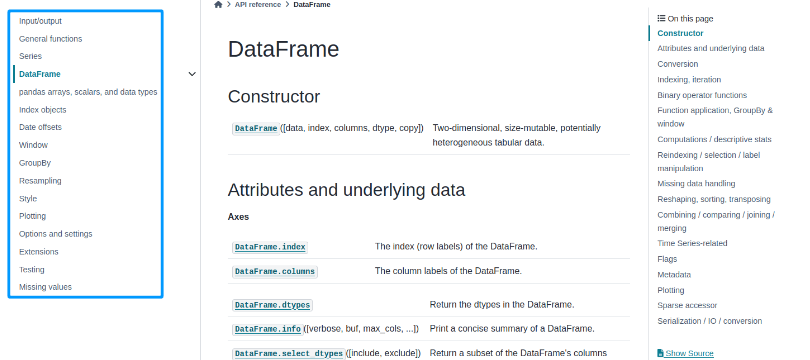 Input/output
General functions
Series
DataFrame
pandas arrays, scalars, and data types
Index objects
Date offsets
Window
GroupBy
Resampling
Style
Plotting
Options and settings
Extensions
Testing
Missing values
API reference > DataFrame
DataFrame
Constructor
DataFrame([data, index, columns, dtype, copy]) Two-dimensional, size-mutable, potentially
heterogeneous tabular data.
Attributes and underlying data
Axes
DataFrame.index The index (row labels) of the DataFrame.
DataFrame.columns The column labels of the DataFrame.
DataFrame.dtypes Return the dtypes in the DataFrame.
DataFrame.info([verbose, buf, max_cols, ...]) Print a concise summary of a DataFrame.
DataFrame.select_dtypes([include, exclude]) Return a subset of the DataFrame's columns
On this page
Constructor
Attributes and underlying data
Conversion
Indexing, iteration
Binary operator functions
Function application, GroupBy &
window
Computations / descriptive stats
Reindexing / selection / label
manipulation
Missing data handling
Reshaping, sorting, transposing
Combining / comparing / joining /
merging
Time Series-related
Flags
Metadata
Plotting
Sparse accessor
Serialization / IO / conversion
Show Source